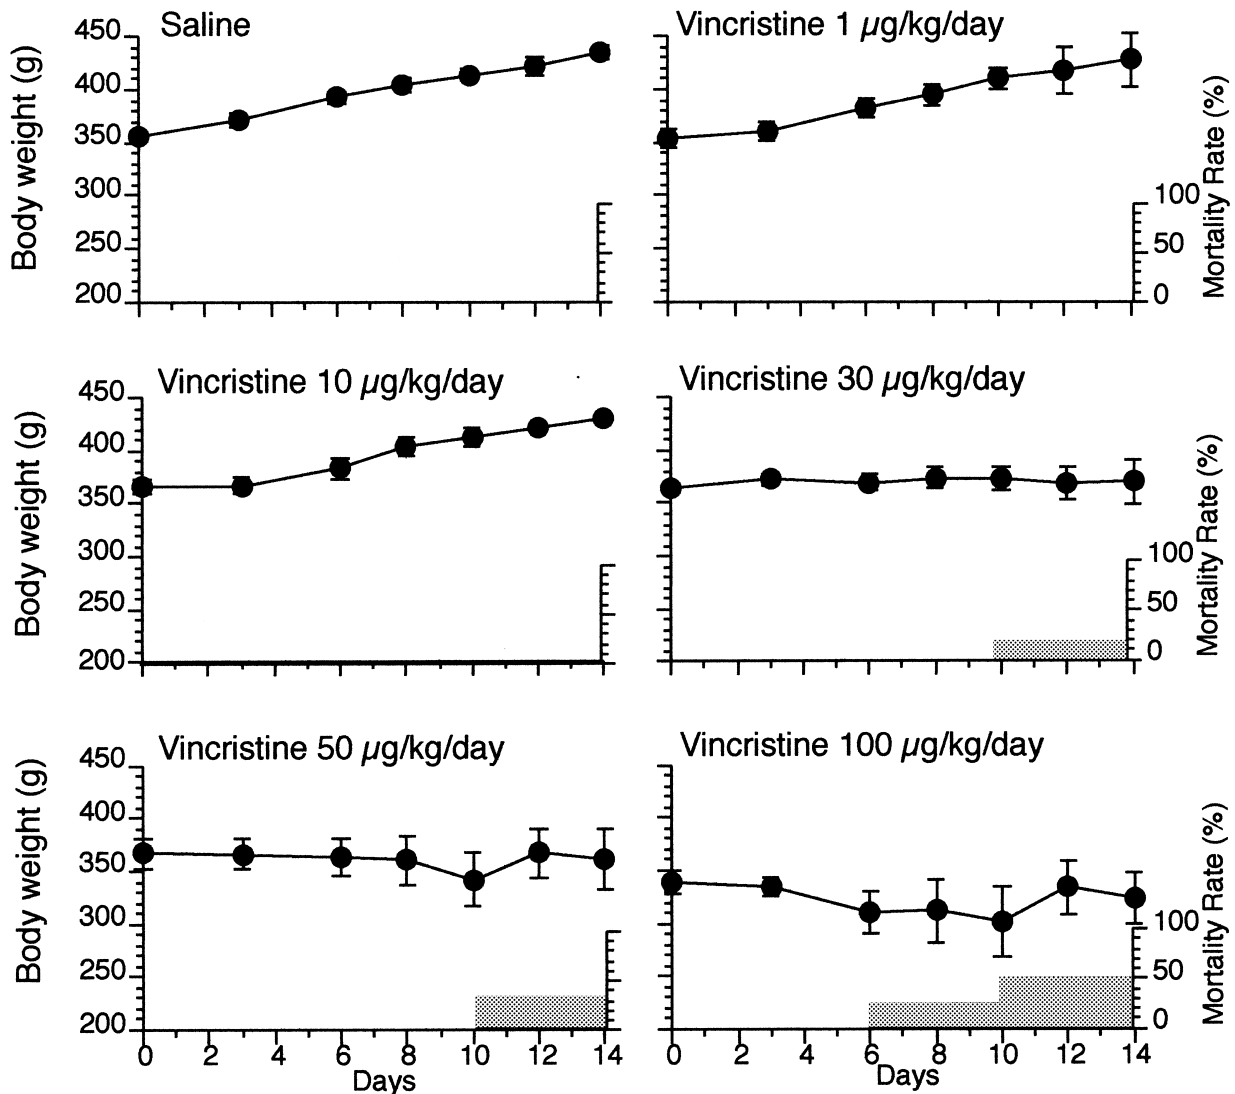 Saline
Vincristine 1 µg/kg/day
Body weight (g)
450
400
350
300
250
200
Mortality Rate (%)
100
50
0
Vincristine 10 µg/kg/day
Vincristine 30 µg/kg/day
Body weight (g)
450
400
350
300
250
200
Mortality Rate (%)
100
50
0
Vincristine 50 µg/kg/day
Vincristine 100 µg/kg/day
Body weight (g)
450
400
350
300
250
200
Mortality Rate (%)
100
50
0
0 2 4 6 8 10 12 14
Days
0 2 4 6 8 10 12 14
Days